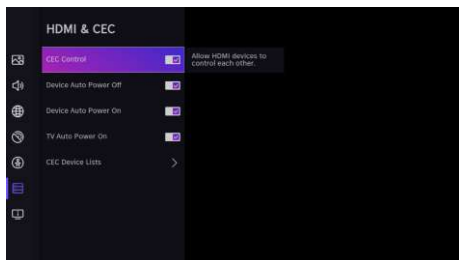 HDMI & CEC
CEC Control
Allow HDMI devices to
control each other.
Device Auto Power Off
Device Auto Power On
TV Auto Power On
CEC Device Lists